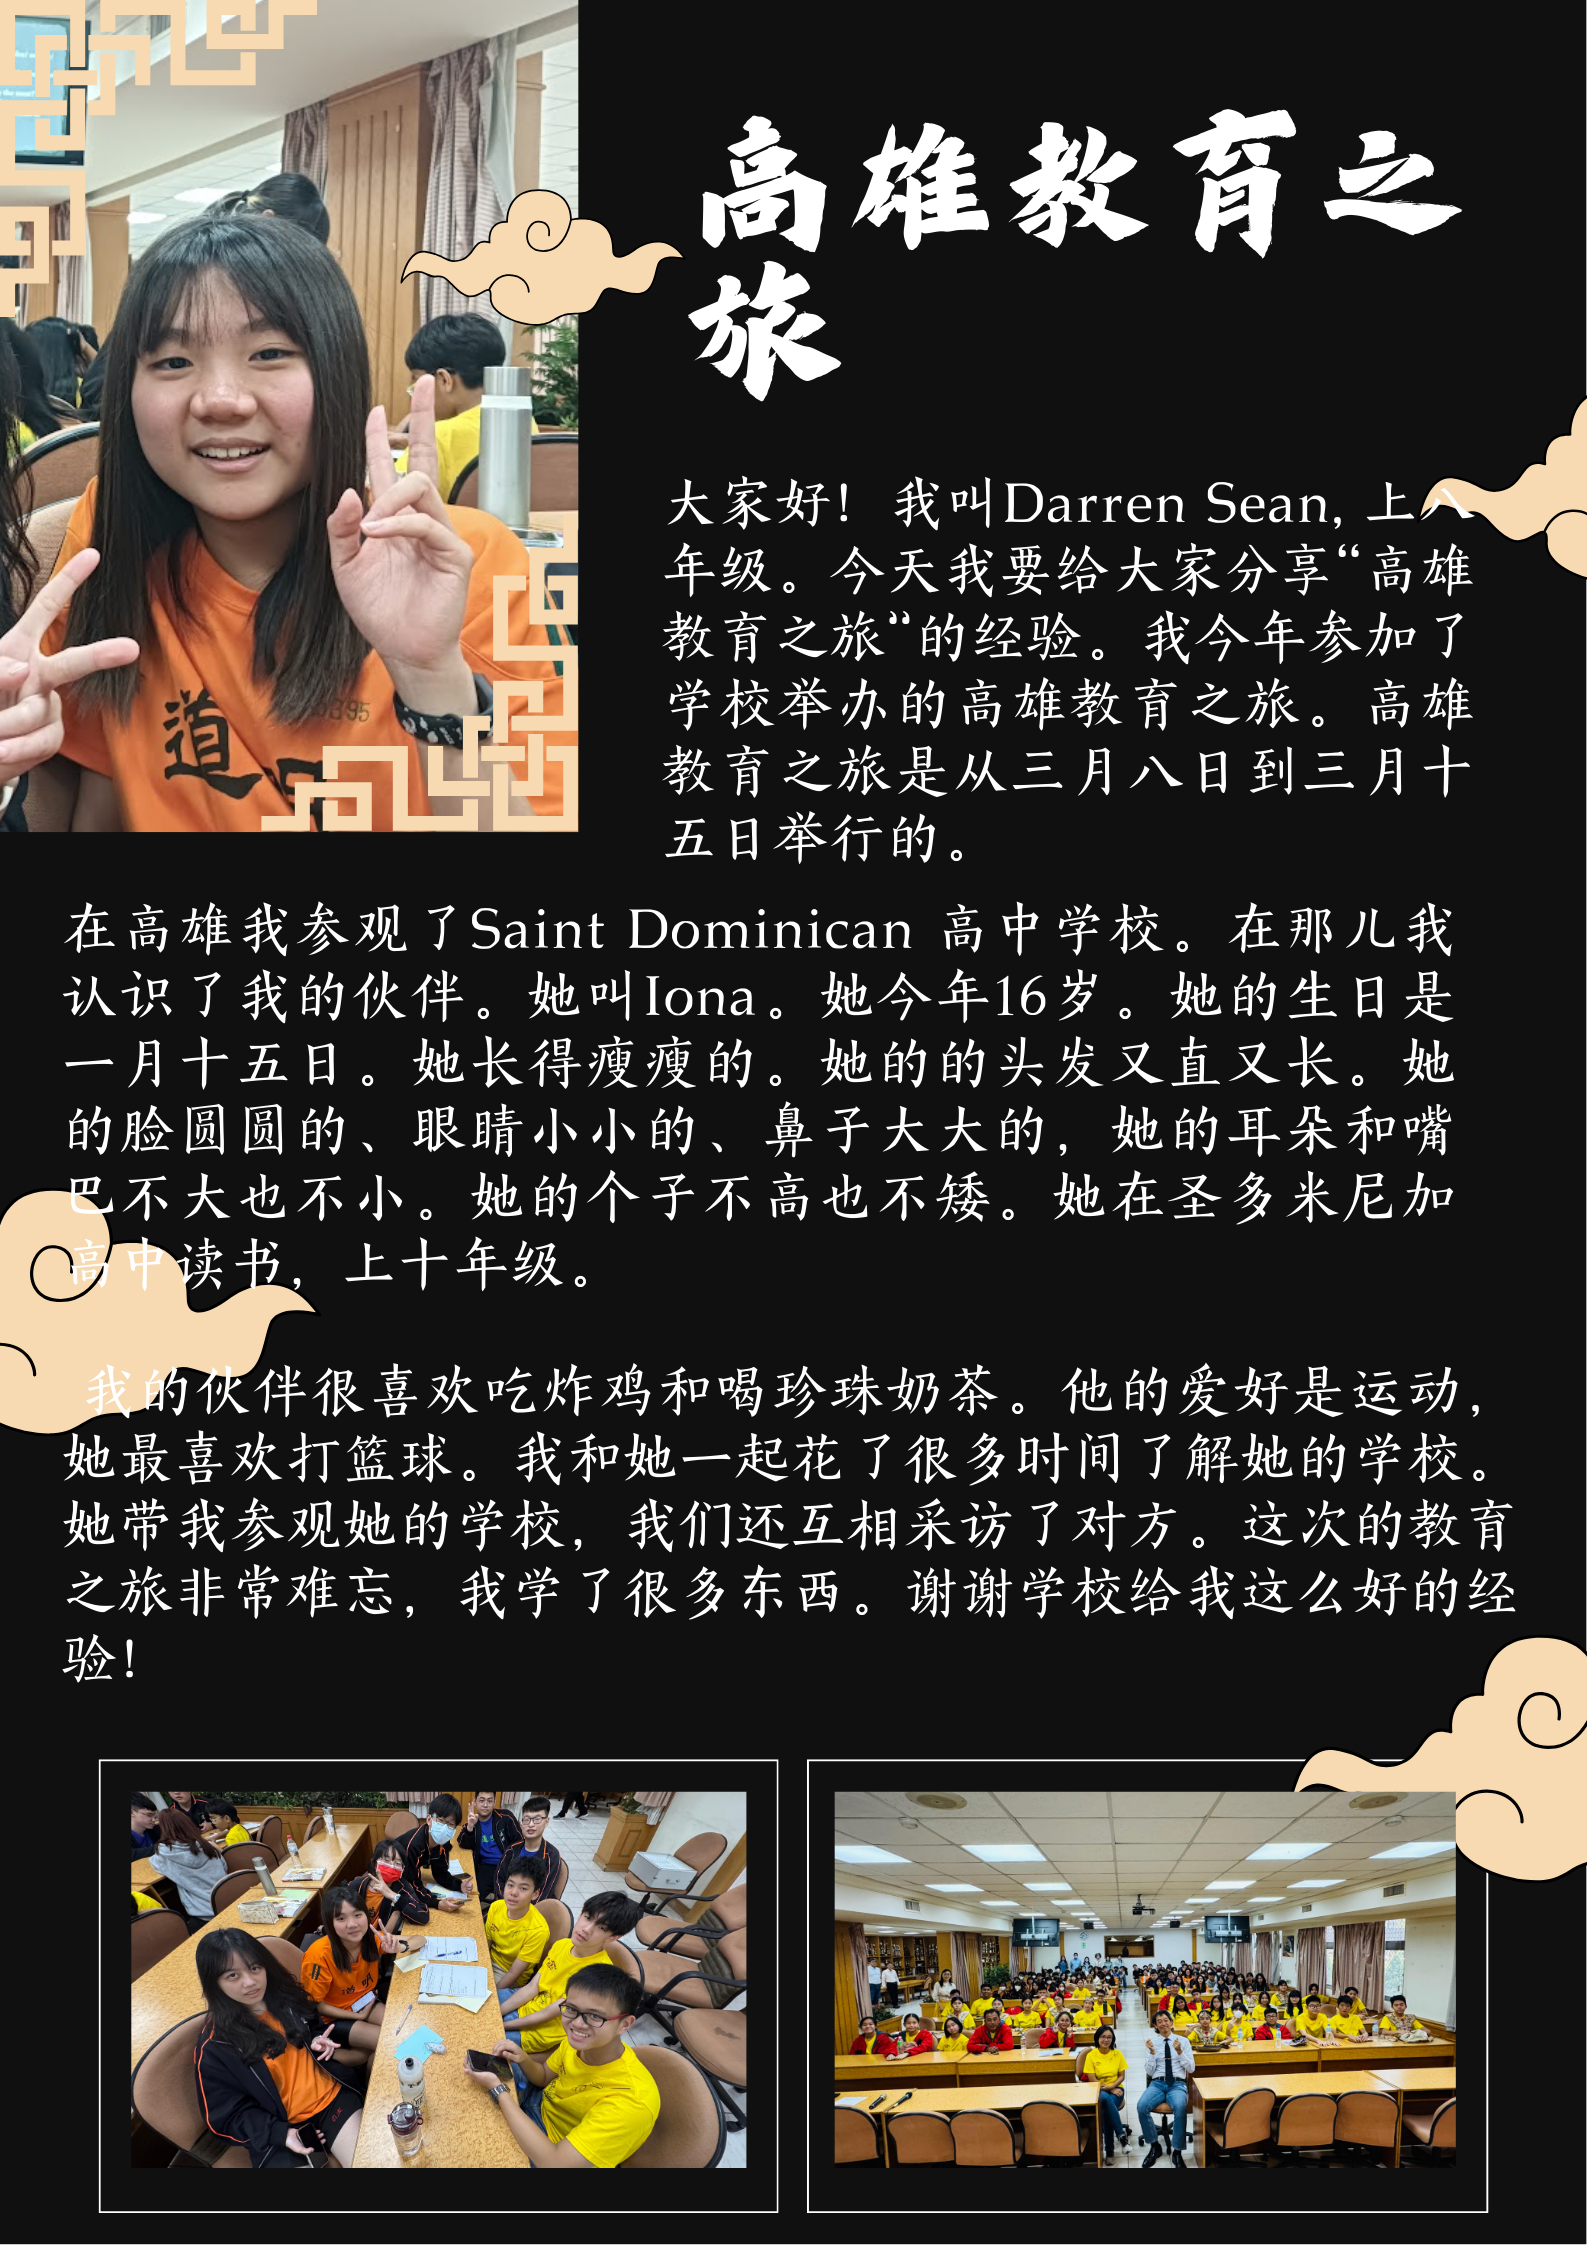 高雄教育之
旅
大家好！我叫Darren Sean, 上八
年级。今天我要给大家分享“高雄
教育之旅”的经验。我今年参加了
学校举办的高雄教育之旅。高雄
教育之旅是从三月八日到三月十
五日举行的。
在高雄我参观了Saint Dominican 高中学校。在那儿我
认识了我的伙伴。她叫Iona。她今年16岁。她的生日是
一月十五日。她长得瘦瘦的。她的的头发又直又长。她
的脸圆圆的、眼睛小小的、鼻子大大的，她的耳朵和嘴
巴不大也不小。她的个子不高也不矮。她在圣多米尼加
高中读书，上十年级。
我的伙伴很喜欢吃炸鸡和喝珍珠奶茶。他的爱好是运动，
她最喜欢打篮球。我和她一起花了很多时间了解她的学校。
她带我参观她的学校，我们还互相采访了对方。这次的教育
之旅非常难忘，我学了很多东西。谢谢学校给我这么好的经
验！
道